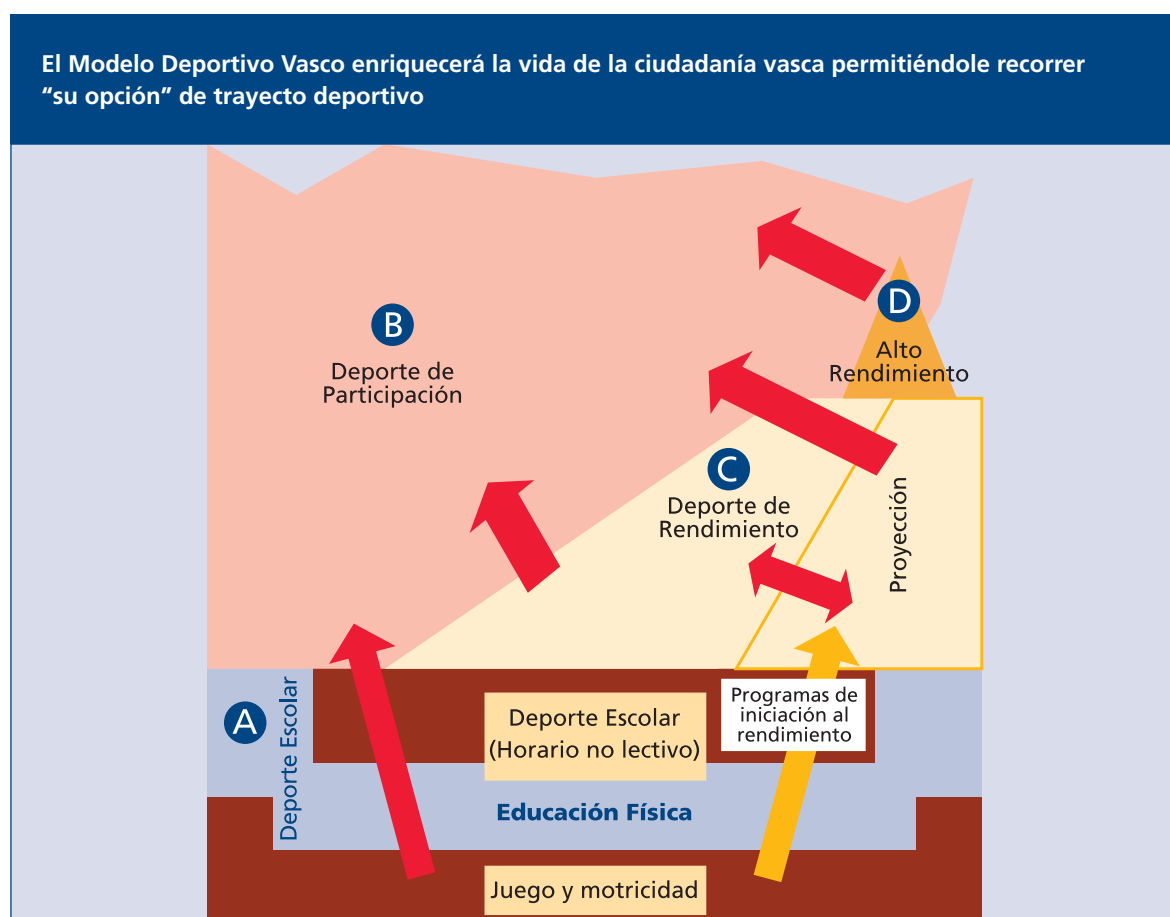 El Modelo Deportivo Vasco enriquecerá la vida de la ciudadanía vasca permitiéndole recorrer
“su opción” de trayecto deportivo
B
Deporte de
Participación
D
Alto
Rendimiento
C
Deporte de
Rendimiento
Proyección
A
Deporte Escolar
Deporte Escolar
(Horario no lectivo)
Programas de
iniciación al
rendimiento
Educación Física
Juego y motricidad